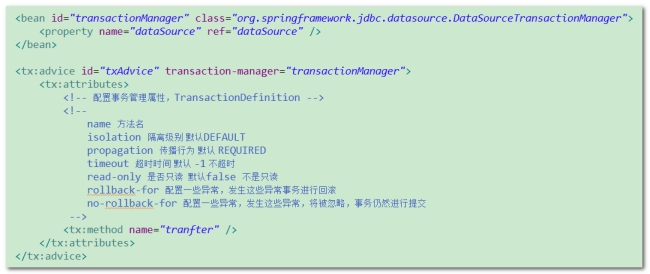 <bean id="transactionManager" class="org.springframework.jdbc.datasource.DataSourceTransactionManager">
<property name="dataSource" ref="dataSource" />
</bean>
<tx:advice id="txAdvice" transaction-manager="transactionManager">
<tx:attributes>
<!-- 配置事务管理属性，TransactionDefinition -->
<!--
name 方法名
isolation 隔离级别 默认DEFAULT
propagation 传播行为 默认 REQUIRED
timeout 超时时间 默认 -1 不超时
read-only 是否只读 默认false 不是只读
rollback-for 配置一些异常，发生这些异常事务进行回滚
no-rollback-for 配置一些异常，发生这些异常，将被忽略，事务仍然进行提交
-->
<tx:method name="tranfter" />
</tx:attributes>
</tx:advice>